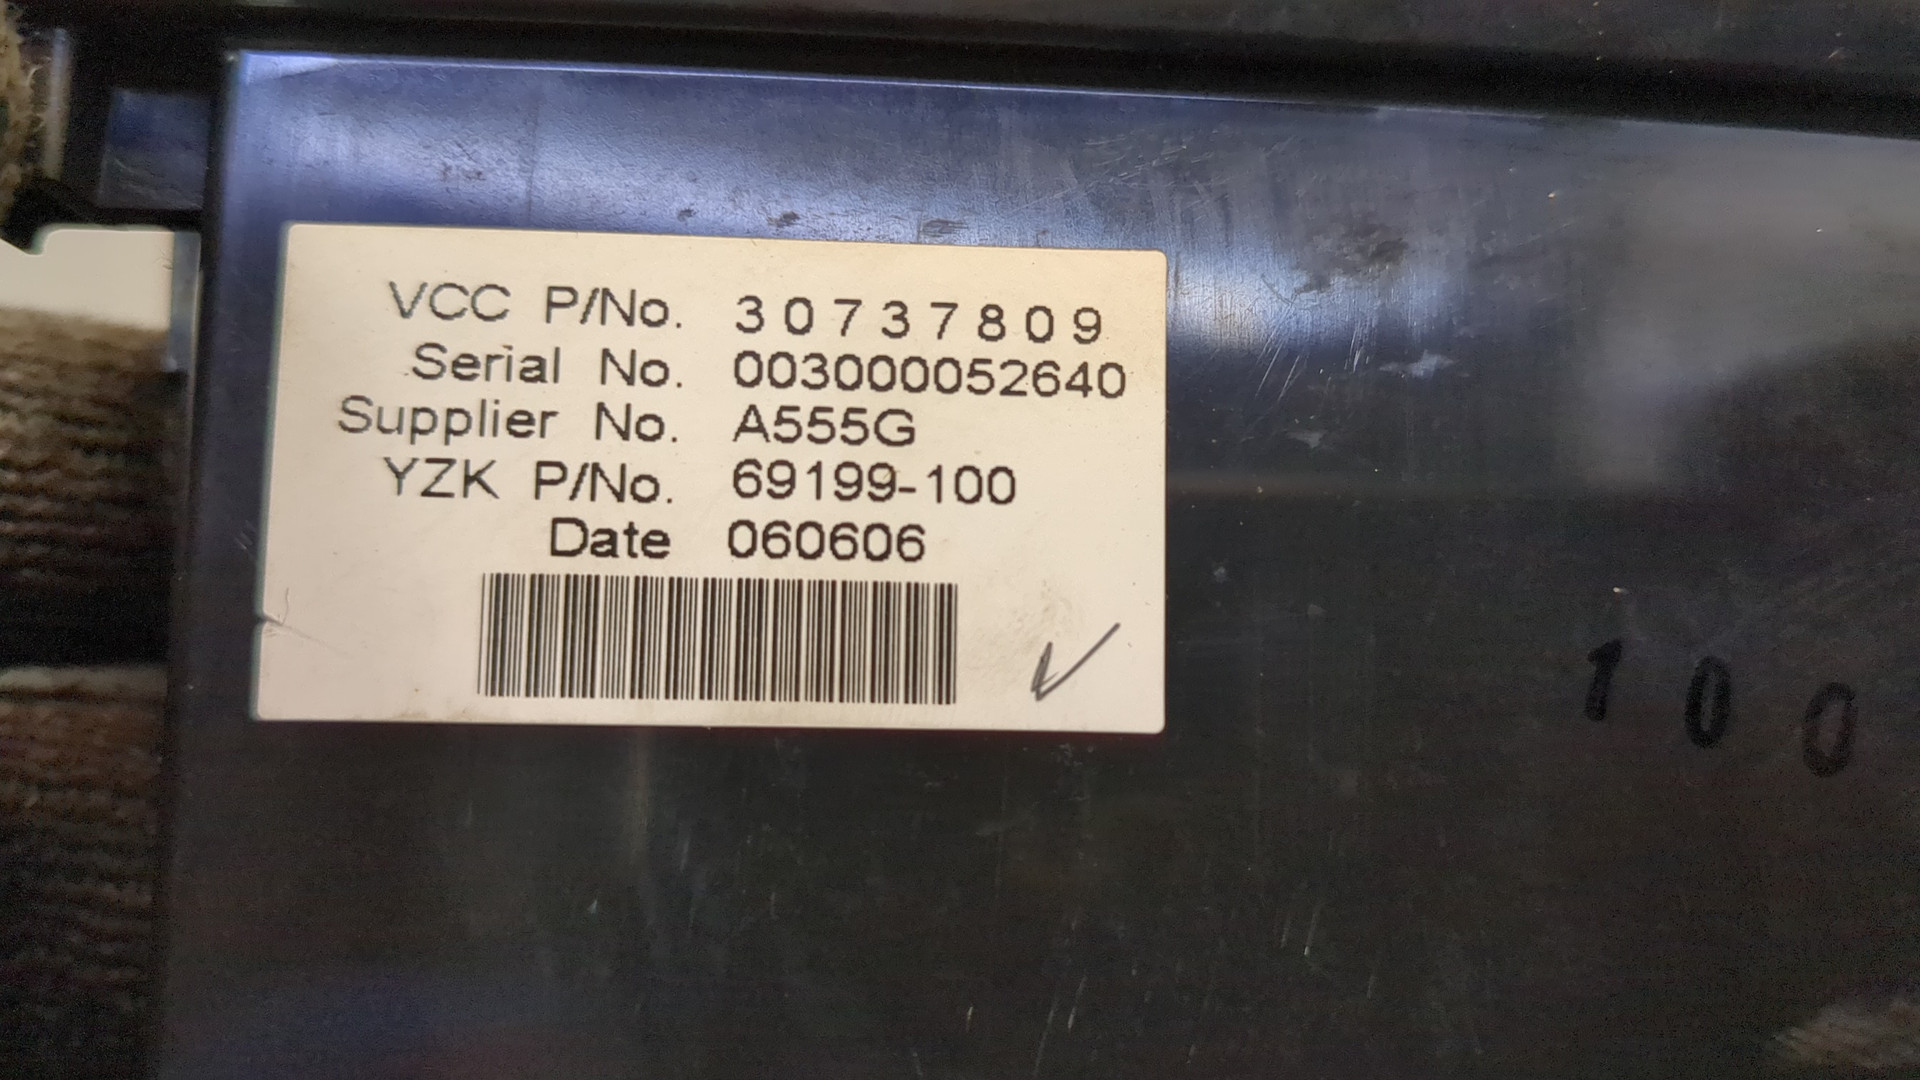 VCC P/No. 30737809
Serial No. 003000052640
Supplier No. A555G
YZK P/No. 69199-100
Date 060606
100